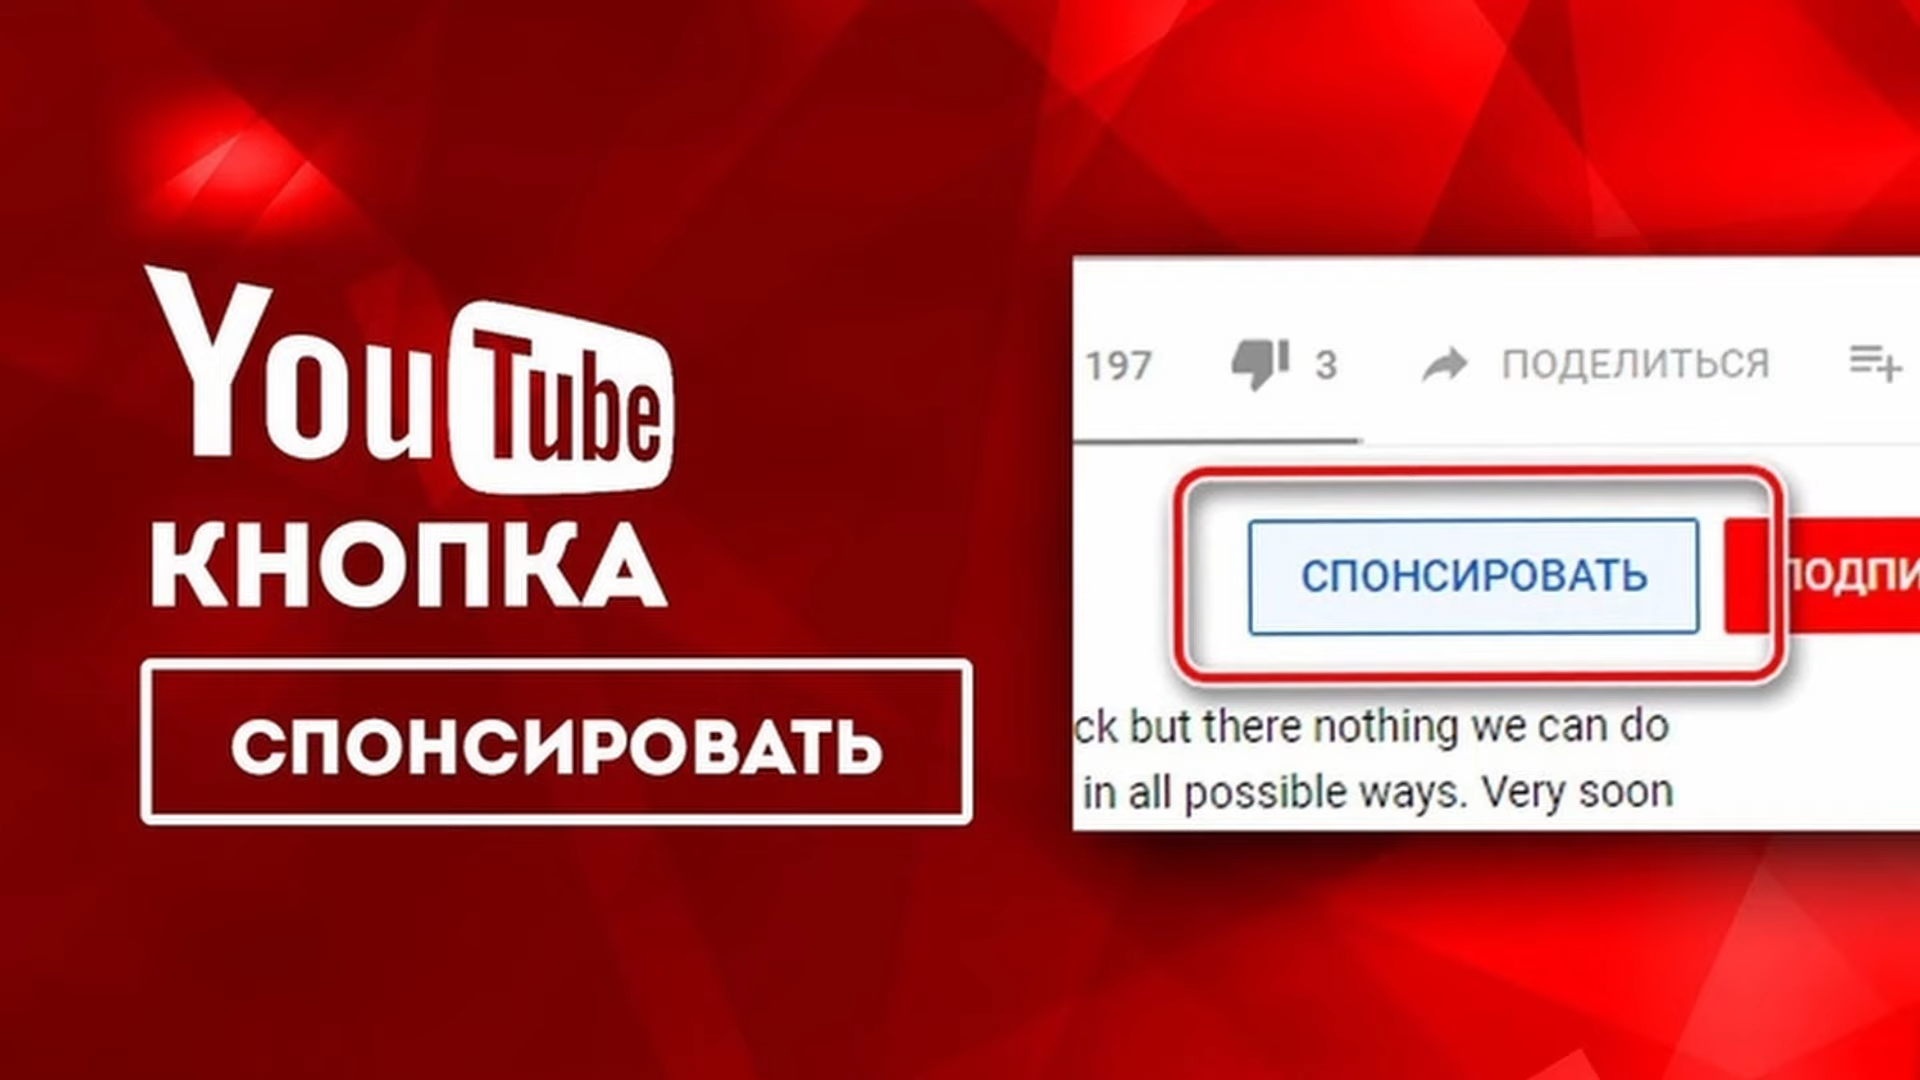 YouTube
КНОПКА
СПОНСИРОВАТЬ
197 3 ПОДЕЛИТЬСЯ
СПОНСИРОВАТЬ ПОДПИ
ck but there nothing we can do
in all possible ways. Very soon